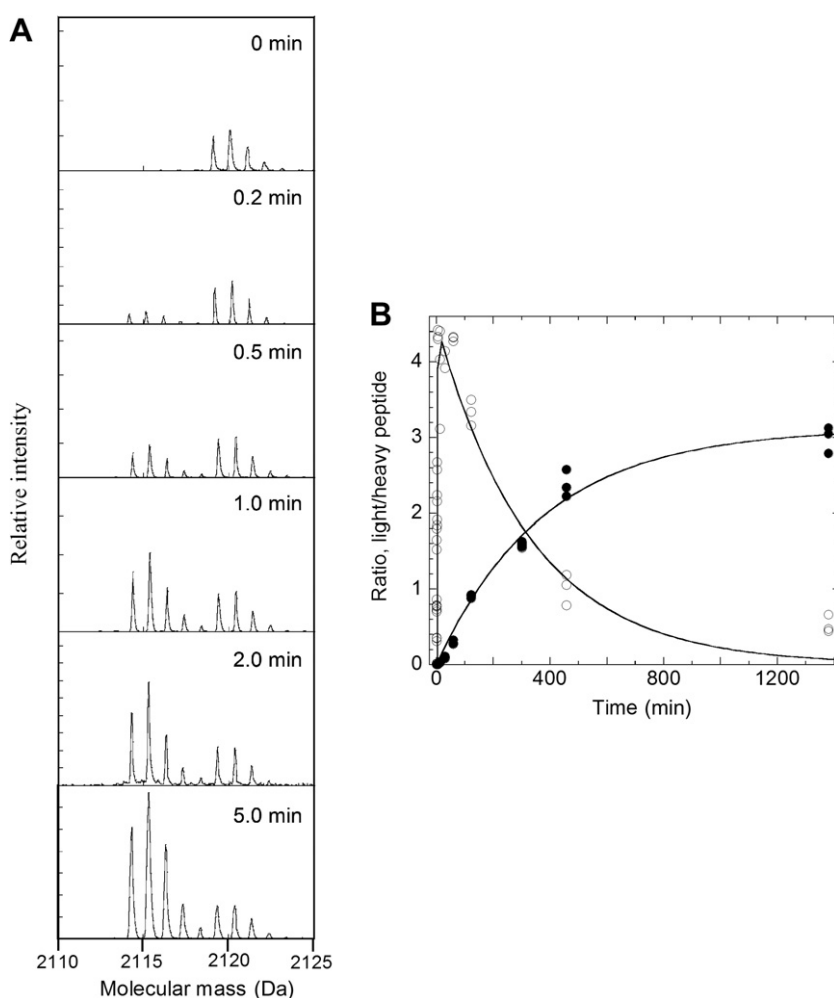 A
0 min
0.2 min
0.5 min
1.0 min
2.0 min
5.0 min
Relative intensity
2110 2115 2120 2125
Molecular mass (Da)
B
4
3
2
1
0
Ratio, light/heavy peptide
0 400 800 1200
Time (min)